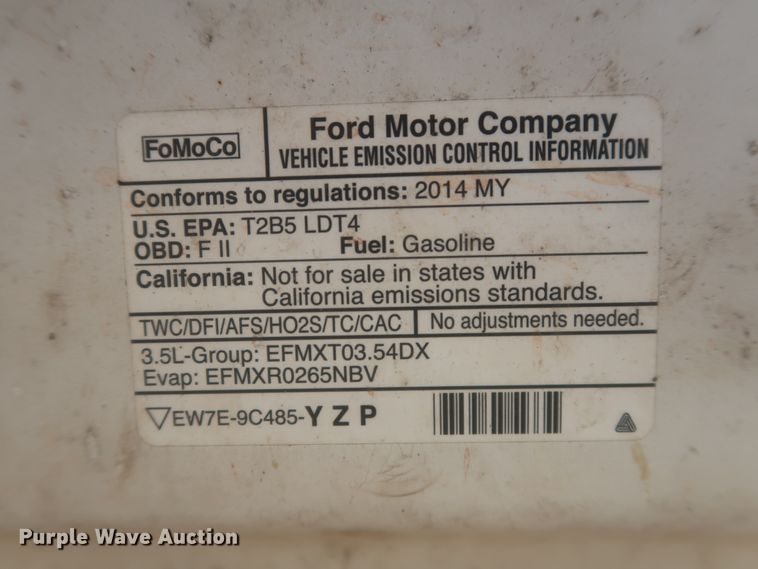 FoMoCo
Ford Motor Company
VEHICLE EMISSION CONTROL INFORMATION
Conforms to regulations: 2014 MY
U.S. EPA: T2B5 LDT4
OBD: F II Fuel: Gasoline
California: Not for sale in states with
California emissions standards.
TWC/DFI/AFS/HO2S/TC/CAC No adjustments needed.
3.5L-Group: EFMXT03.54DX
Evap: EFMXR0265NBV
EW7E-9C485-Y Z P
Purple Wave Auction